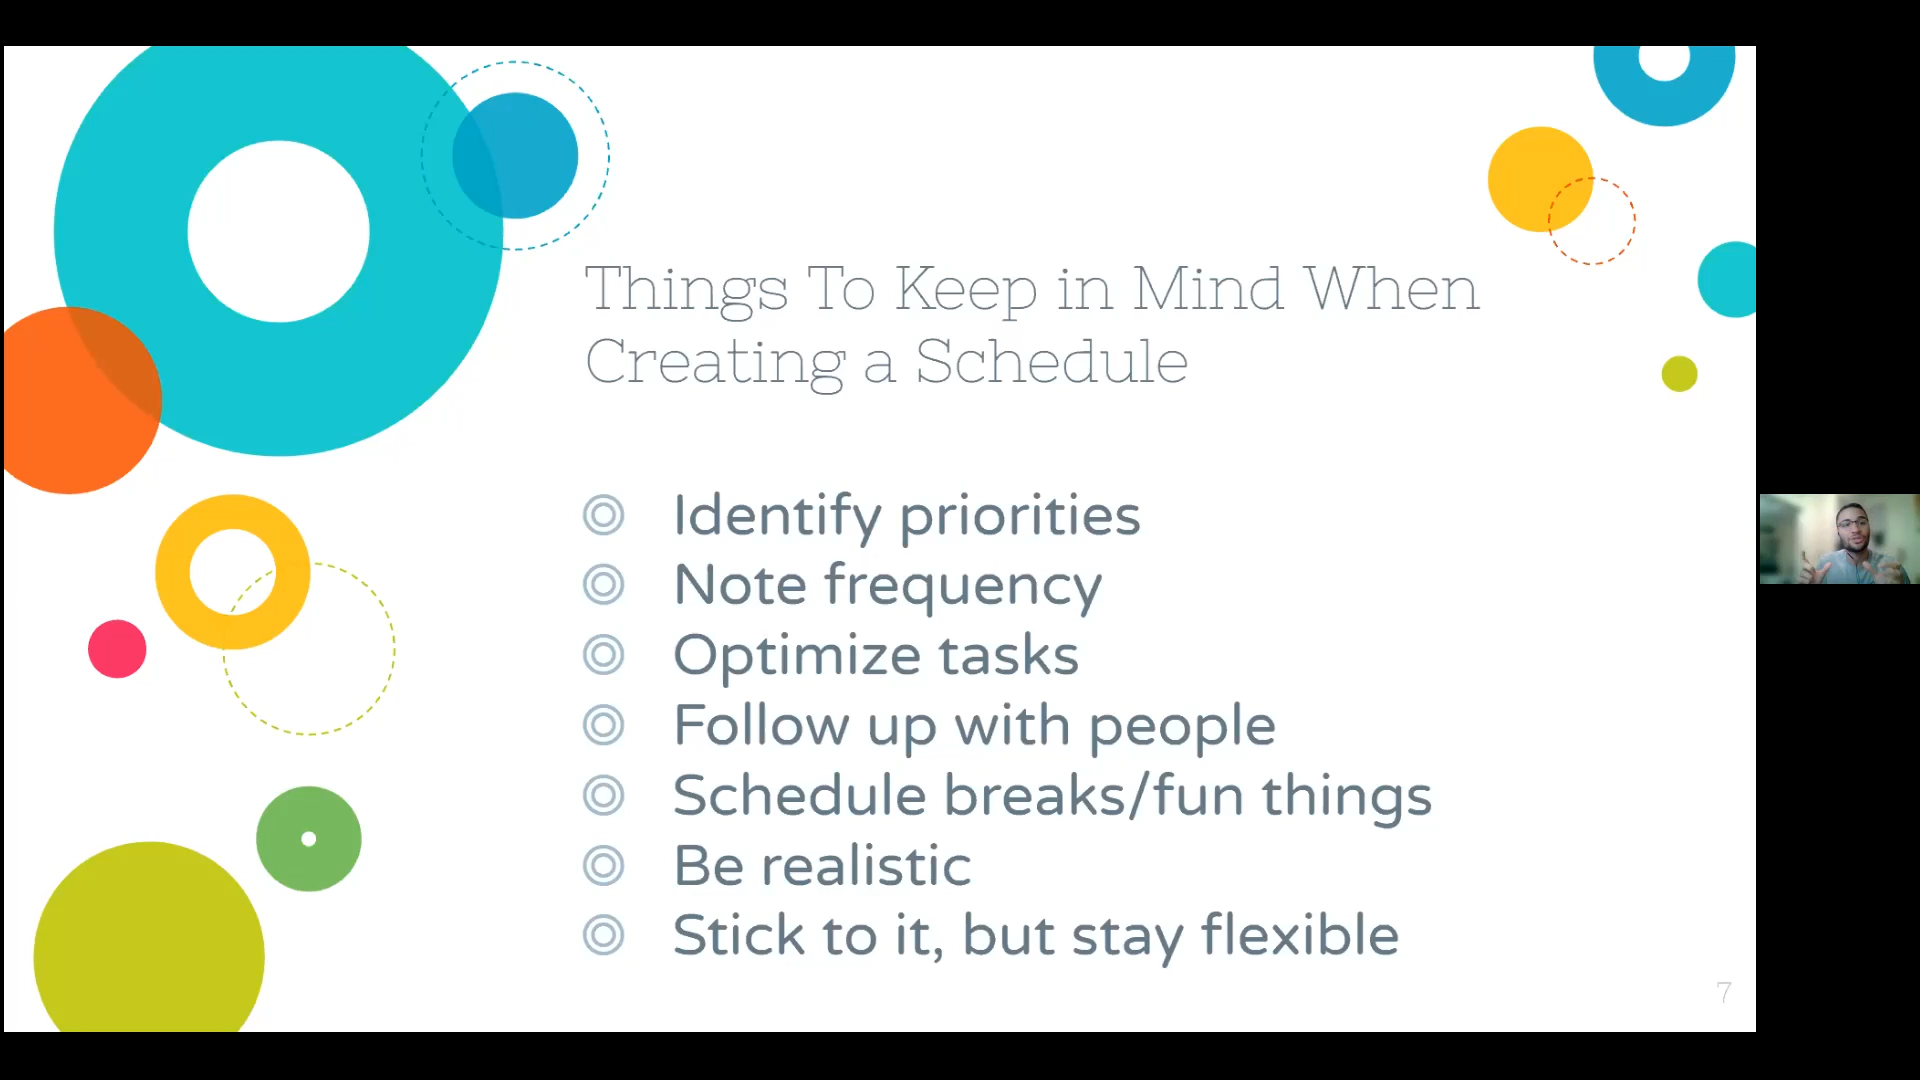 Things To Keep in Mind When
Creating a Schedule
Identify priorities
Note frequency
Optimize tasks
Follow up with people
Schedule breaks/fun things
Be realistic
Stick to it, but stay flexible
7